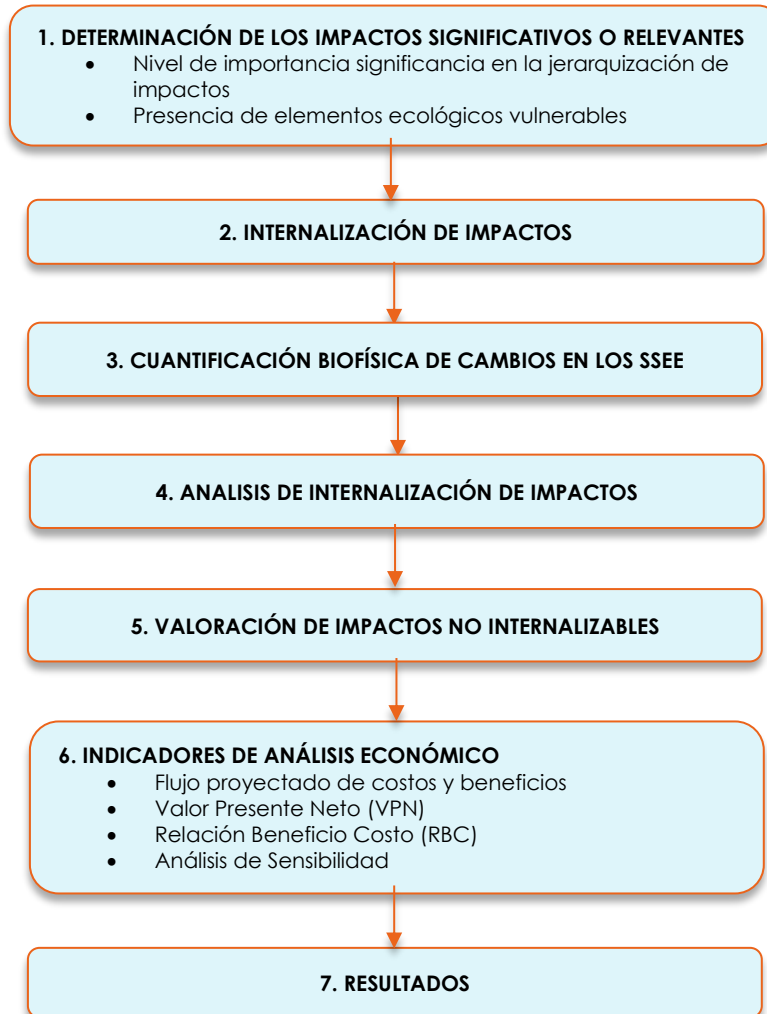 1. DETERMINACIÓN DE LOS IMPACTOS SIGNIFICATIVOS O RELEVANTES
• Nivel de importancia significancia en la jerarquización de
impactos
• Presencia de elementos ecológicos vulnerables
2. INTERNALIZACIÓN DE IMPACTOS
3. CUANTIFICACIÓN BIOFÍSICA DE CAMBIOS EN LOS SSEE
4. ANALISIS DE INTERNALIZACIÓN DE IMPACTOS
5. VALORACIÓN DE IMPACTOS NO INTERNALIZABLES
6. INDICADORES DE ANÁLISIS ECONÓMICO
• Flujo proyectado de costos y beneficios
• Valor Presente Neto (VPN)
• Relación Beneficio Costo (RBC)
• Análisis de Sensibilidad
7. RESULTADOS